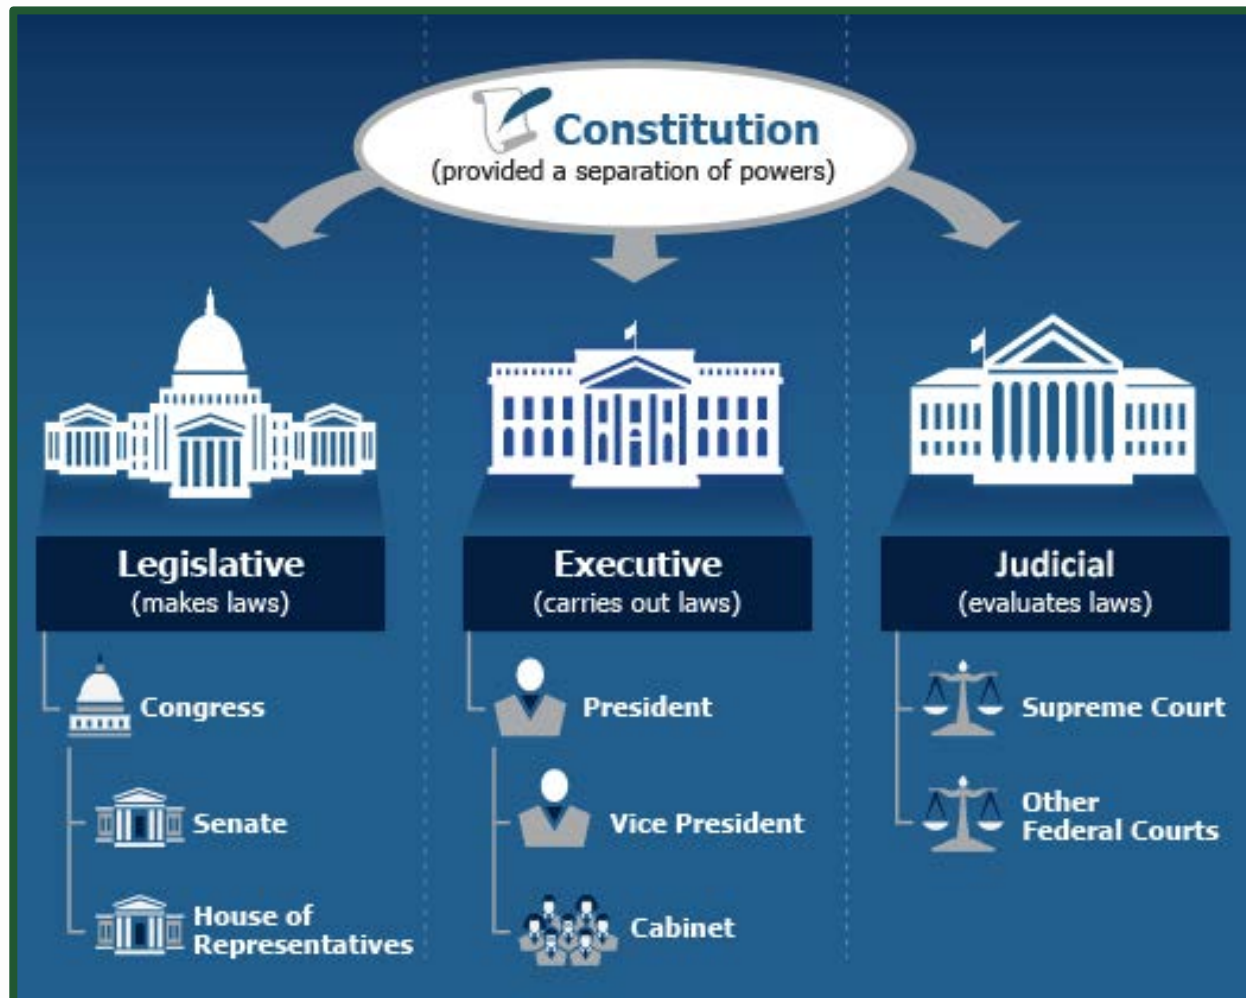 Constitution
(provided a separation of powers)
Legislative
(makes laws)
Congress
Senate
House of
Representatives
Executive
(carries out laws)
President
Vice President
Cabinet
Judicial
(evaluates laws)
Supreme Court
Other
Federal Courts